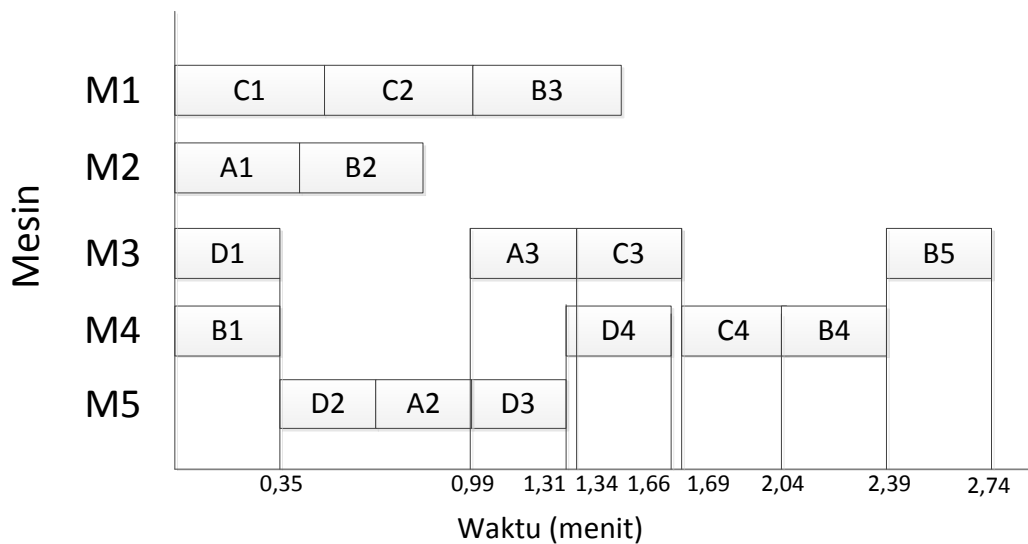 M1 C1 C2 B3
M2 A1 B2
Mesin
M3 D1 A3 C3 B5
M4 B1 D4 C4 B4
M5 D2 A2 D3
0,35 0,99 1,31 1,34 1,66 1,69 2,04 2,39 2,74
Waktu (menit)